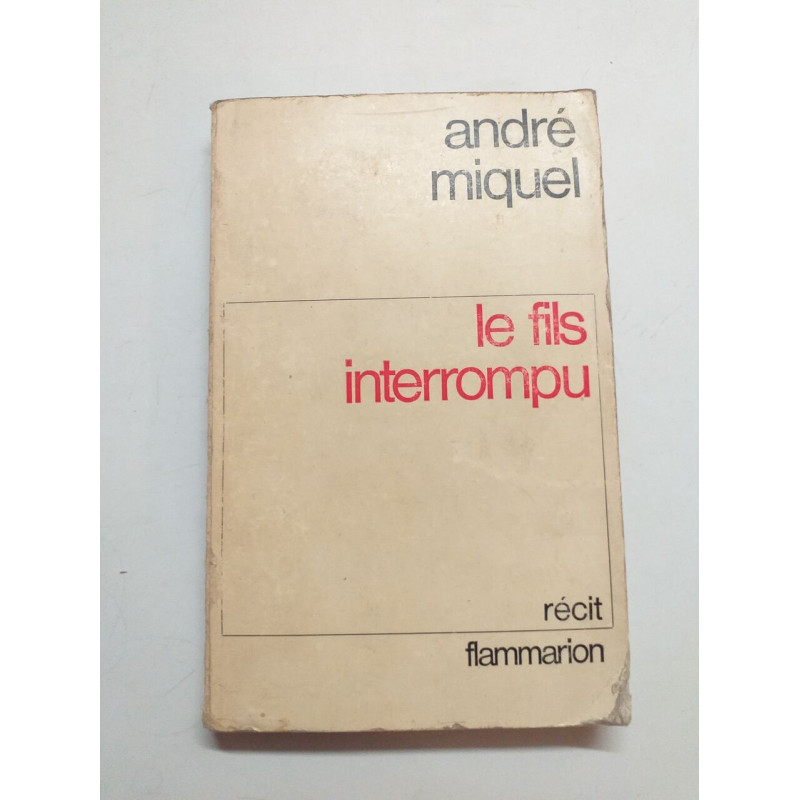 andré
miquel
le fils
interrompu
récit
flammarion